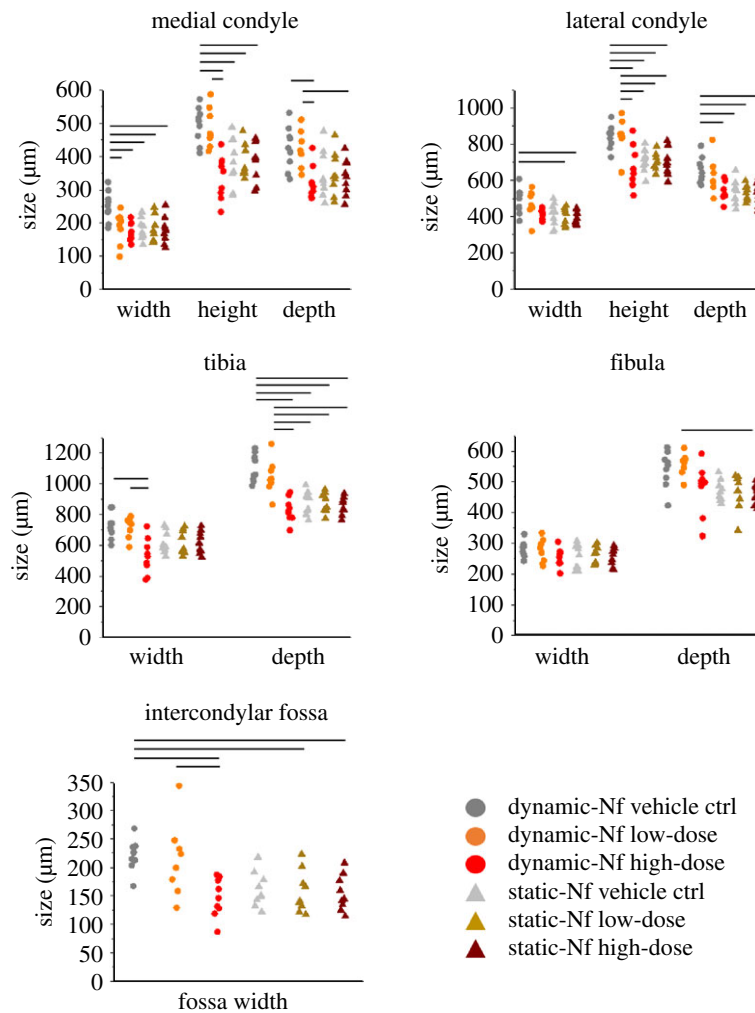 medial condyle
size (μm)
600
500
400
300
200
100
0
width height depth
lateral condyle
size (μm)
1000
800
600
400
200
0
width height depth
tibia
size (μm)
1200
1000
800
600
400
200
0
width depth
fibula
size (μm)
600
500
400
300
200
100
0
width depth
intercondylar fossa
size (μm)
350
300
250
200
150
100
50
0
fossa width
dynamic-Nf vehicle ctrl
dynamic-Nf low-dose
dynamic-Nf high-dose
static-Nf vehicle ctrl
static-Nf low-dose
static-Nf high-dose